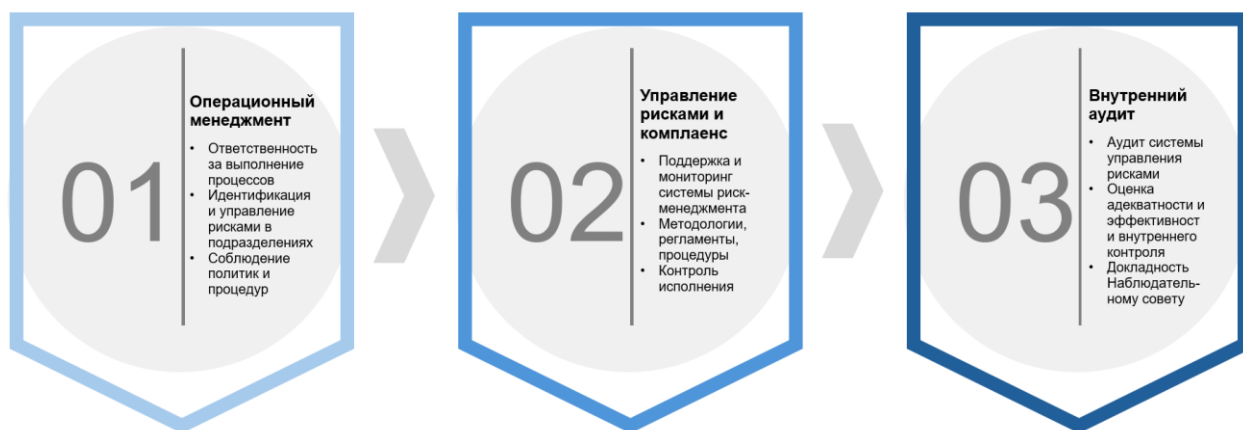 01
Операционный
менеджмент
• Ответственность
за выполнение
процессов
• Идентификация
и управление
рисками в
подразделениях
• Соблюдение
политик и
процедур
02
Управление
рисками и
комплаенс
• Поддержка и
мониторинг
системы риск-
менеджмента
• Методологии,
регламенты,
процедуры
• Контроль
исполнения
03
Внутренний
аудит
• Аудит системы
управления
рисками
• Оценка
адекватности и
эффективност
и внутреннего
контроля
• Докладность
Наблюдатель-
ному совету